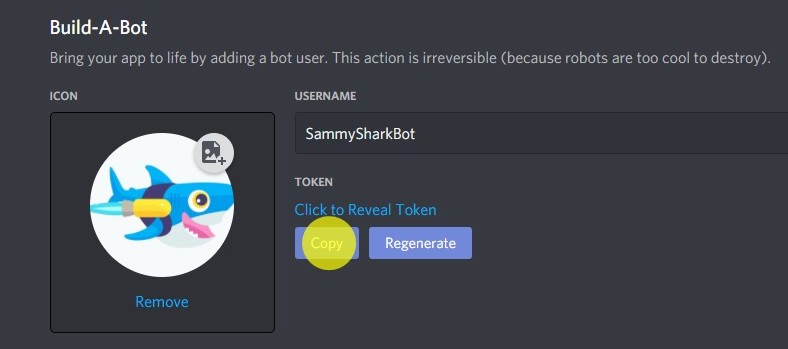 Build-A-Bot
Bring your app to life by adding a bot user. This action is irreversible (because robots are too cool to destroy).
ICON
USERNAME
SammySharkBot
TOKEN
Click to Reveal Token
Copy
Regenerate
Remove